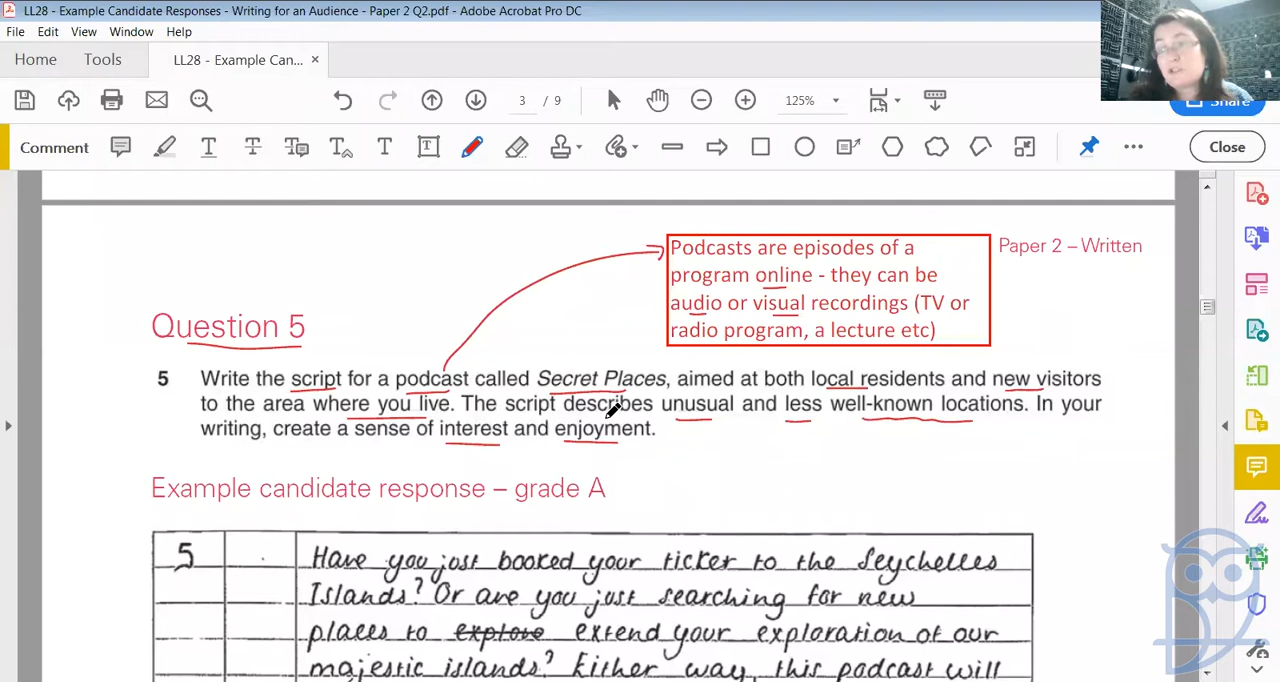 LL28 - Example Candidate Responses - Writing for an Audience - Paper 2 Q2.pdf - Adobe Acrobat Pro DC
File Edit View Window Help
Home Tools LL28 - Example Can... ×
3 / 9 125%
Share
Comment Close
Podcasts are episodes of a
program online - they can be
audio or visual recordings (TV or
radio program, a lecture etc)
Paper 2 – Written
Question 5
5 Write the script for a podcast called Secret Places, aimed at both local residents and new visitors
to the area where you live. The script describes unusual and less well-known locations. In your
writing, create a sense of interest and enjoyment.
Example candidate response – grade A
5 Have you just booked your ticker to the Seychelles
Islands? Or are you just searching for new
places to explore extend your exploration of our
majestic islands? Either way, this podcast will